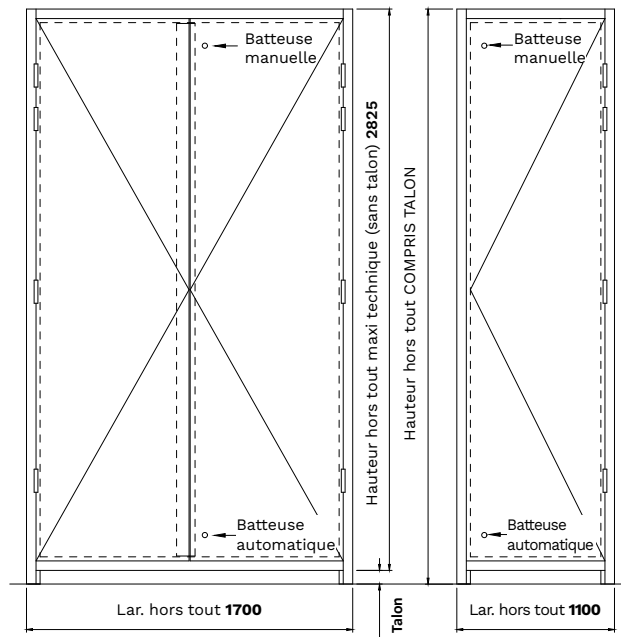 Batteuse
manuelle
Batteuse
manuelle
Hauteur hors tout maxi technique (sans talon) 2825
Hauteur hors tout COMPRIS TALON
Batteuse
automatique
Batteuse
automatique
Lar. hors tout 1700
Talon
Lar. hors tout 1100